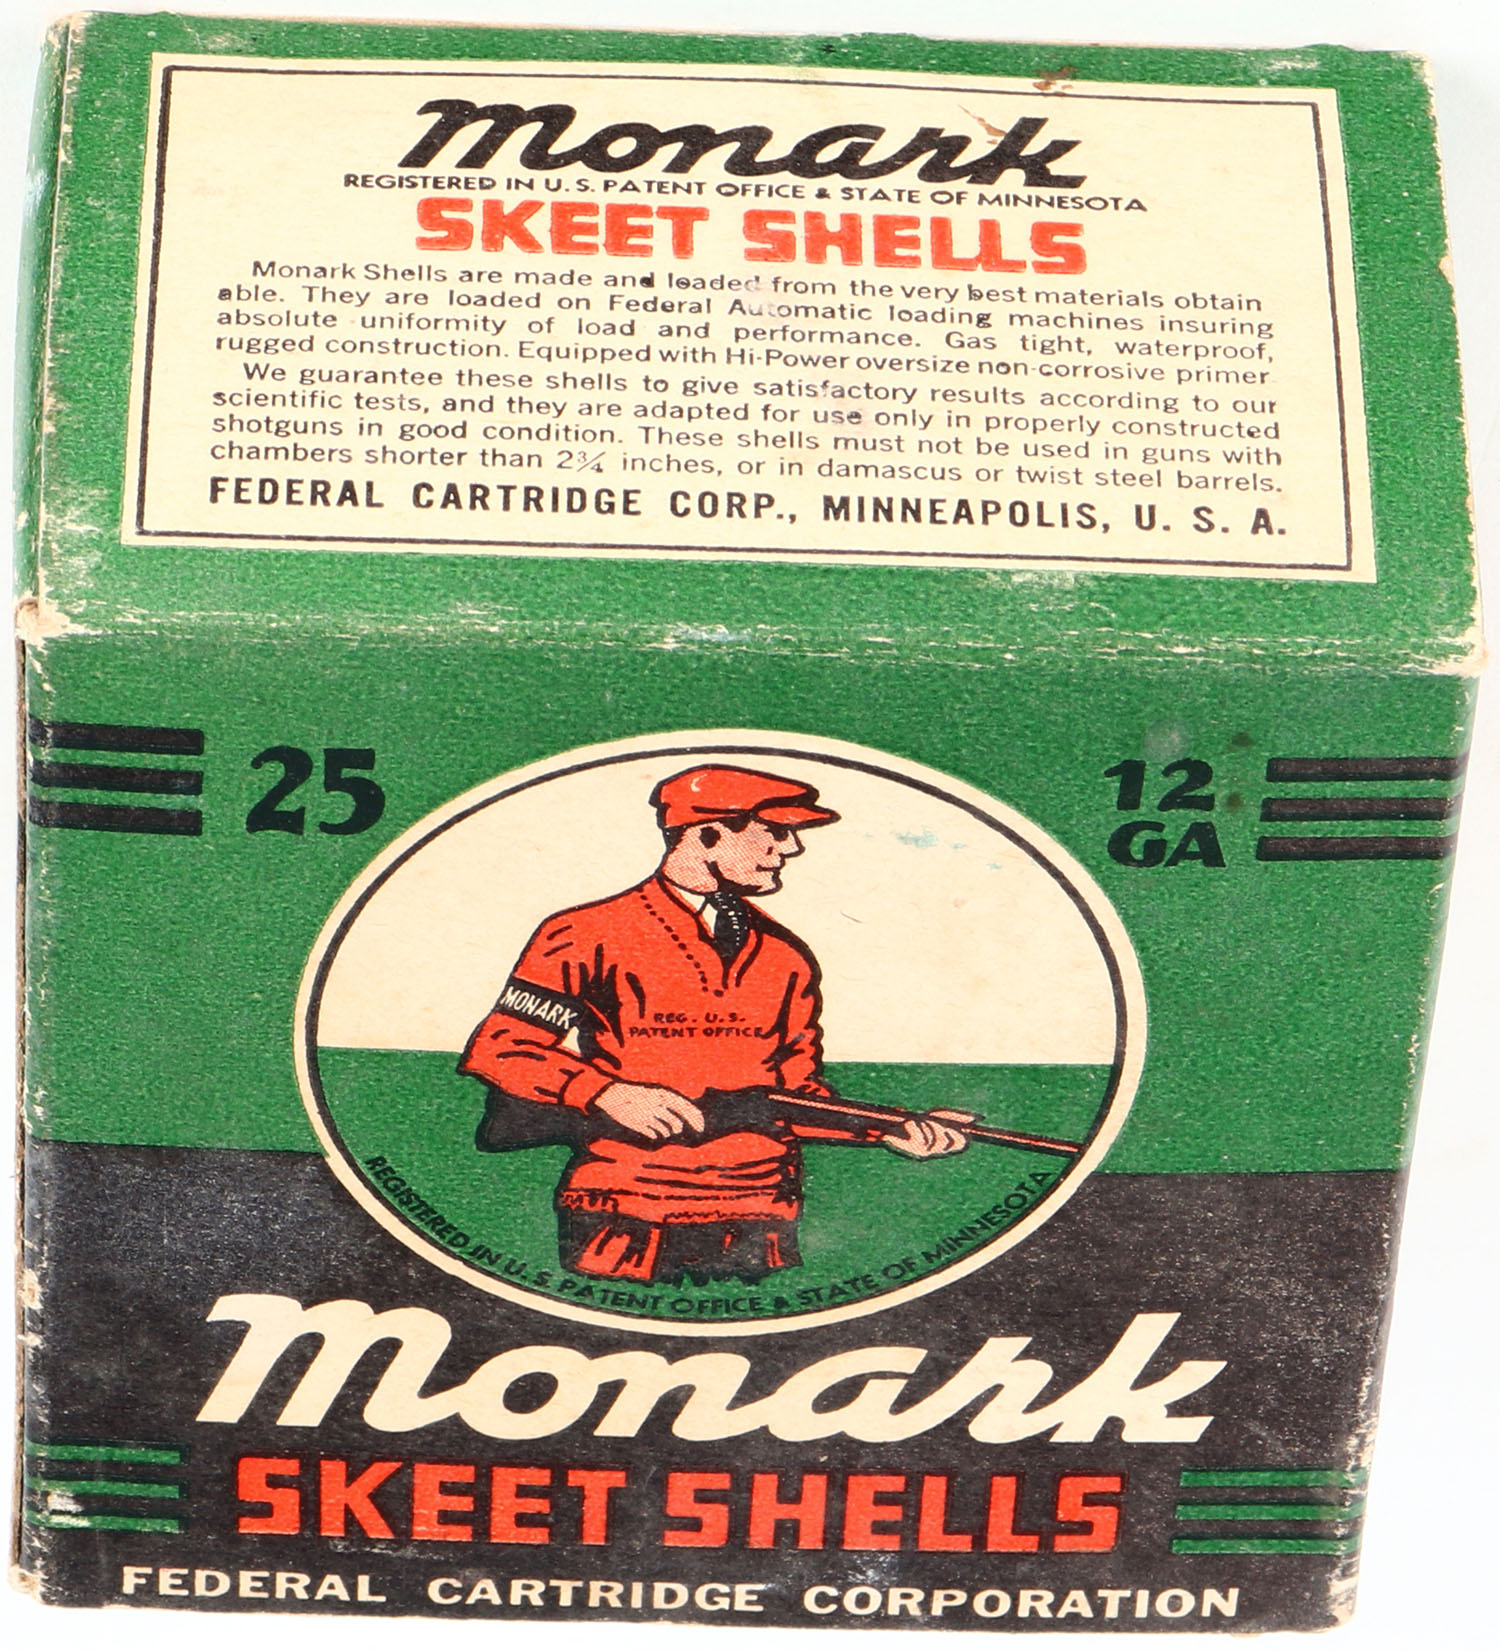 Monark
REGISTERED IN U. S. PATENT OFFICE & STATE OF MINNESOTA
SKEET SHELLS
Monark Shells are made and loaded from the very best materials obtain
able. They are loaded on Federal Automatic loading machines insuring
absolute uniformity of load and performance. Gas tight, waterproof,
rugged construction. Equipped with Hi-Power oversize non-corrosive primer
We guarantee these shells to give satisfactory results according to our
scientific tests, and they are adapted for use only in properly constructed
shotguns in good condition. These shells must not be used in guns with
chambers shorter than 2¾ inches, or in damascus or twist steel barrels.
FEDERAL CARTRIDGE CORP., MINNEAPOLIS, U. S. A.
25
12
GA
MONARK
REG. U.S.
PATENT OFFICE
REGISTERED IN U. S. PATENT OFFICE & STATE OF MINNESOTA
Monark
SKEET SHELLS
FEDERAL CARTRIDGE CORPORATION